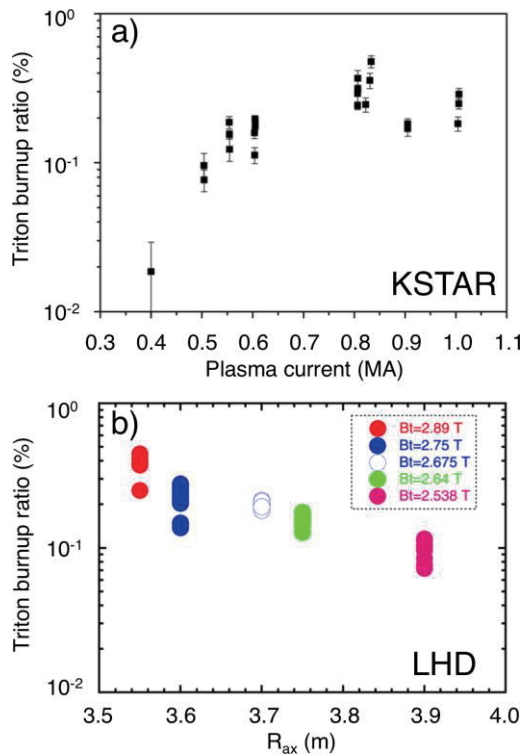 a)
10^0
10^-1
10^-2
Triton burnup ratio (%)
KSTAR
0.3 0.4 0.5 0.6 0.7 0.8 0.9 1.0 1.1
Plasma current (MA)
b)
10^0
10^-1
10^-2
Triton burnup ratio (%)
Bt=2.89 T
Bt=2.75 T
Bt=2.675 T
Bt=2.64 T
Bt=2.538 T
LHD
3.5 3.6 3.7 3.8 3.9 4.0
R_ax (m)